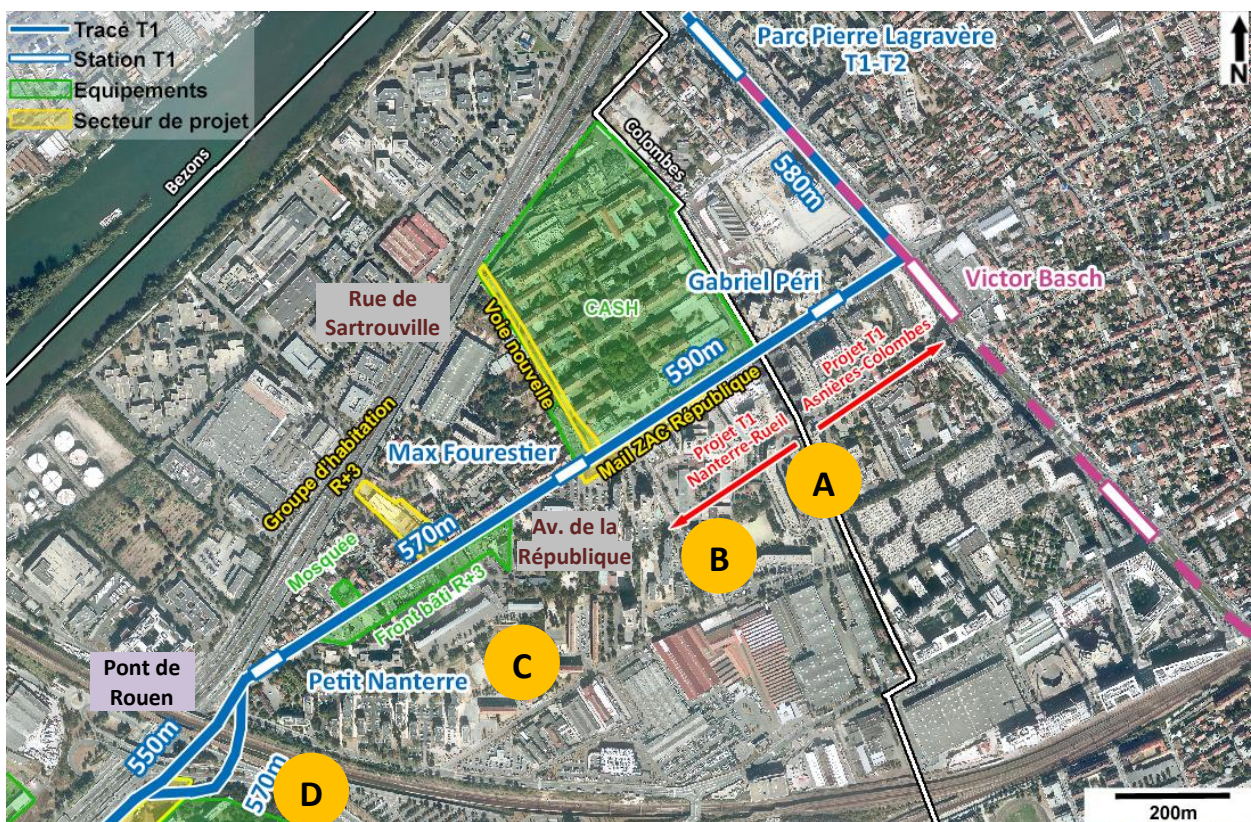 Tracé T1
Station T1
Equipements
Secteur de projet
Parc Pierre Lagravère
T1-T2
N
Bezons
Colombes
580m
Gabriel Péri
Victor Basch
Rue de
Sartrouville
CASH
Voie nouvelle
590m
Projet T1
Asnières-Colombes
Mail ZAC République
Projet T1
Nanterre-Rueil
Groupe d'habitation
R+3
Max Fourestier
A
570m
Av. de la
République
B
Mosquée
Front bâti R+3
C
Pont de
Rouen
Petit Nanterre
550m
570m
D
200m